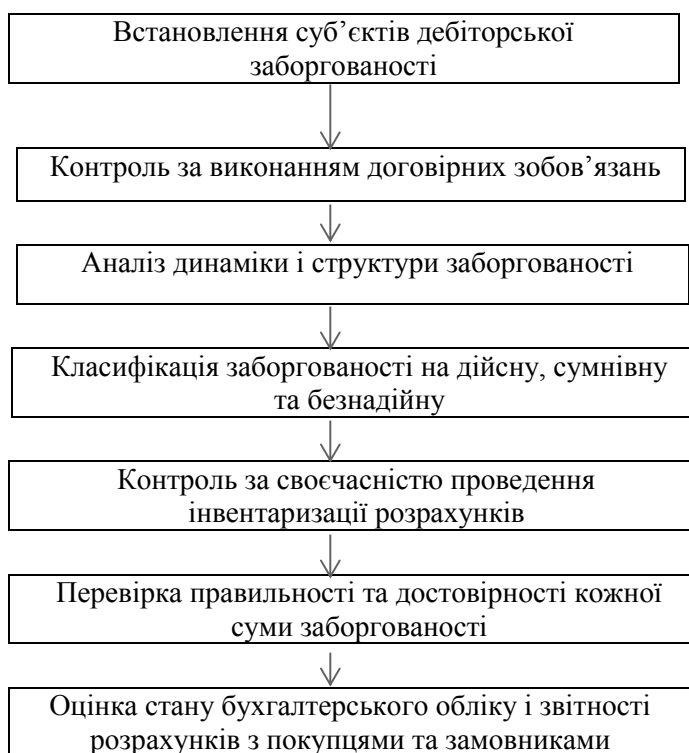 Встановлення суб’єктів дебіторської
заборгованості
Контроль за виконанням договірних зобов’язань
Аналіз динаміки і структури заборгованості
Класифікація заборгованості на дійсну, сумнівну
та безнадійну
Контроль за своєчасністю проведення
інвентаризації розрахунків
Перевірка правильності та достовірності кожної
суми заборгованості
Оцінка стану бухгалтерського обліку і звітності
розрахунків з покупцями та замовниками